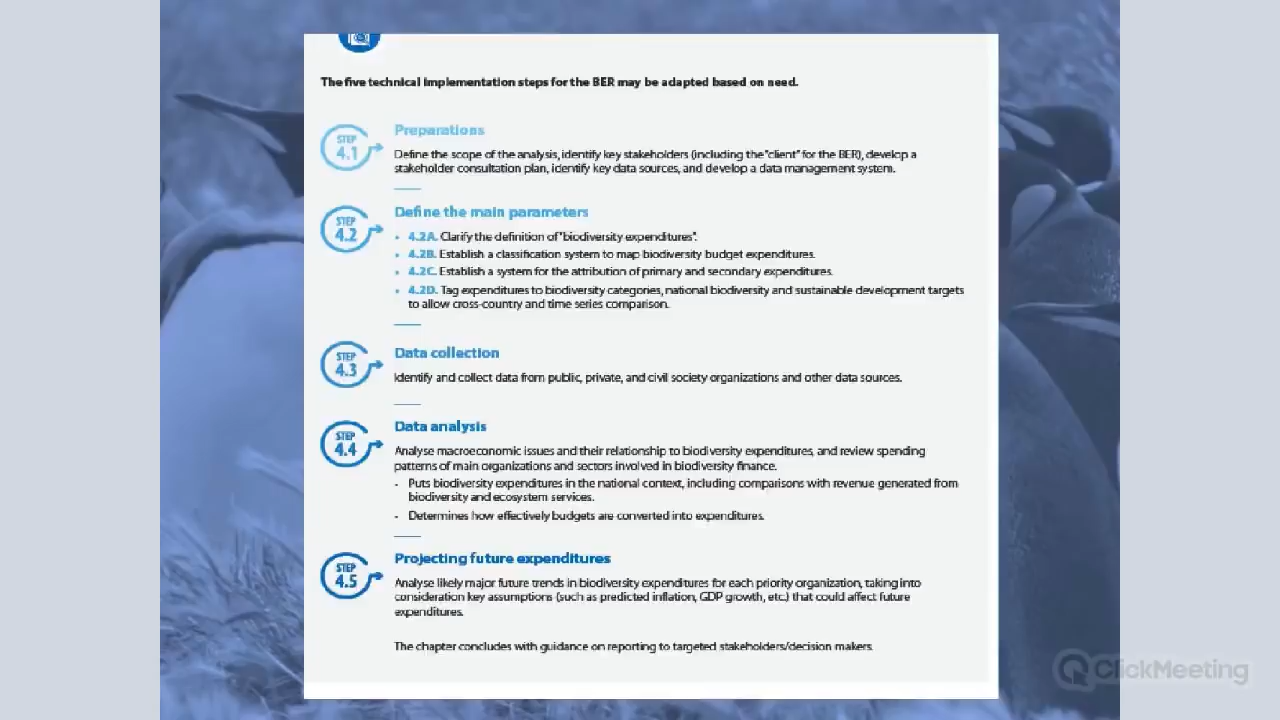 The five technical implementation steps for the BER may be adapted based on need.
STEP
4.1
Preparations
Define the scope of the analysis, identify key stakeholders (including the "client" for the BER), develop a
stakeholder consultation plan, identify key data sources, and develop a data management system.
STEP
4.2
Define the main parameters
• 4.2A. Clarify the definition of "biodiversity expenditures".
• 4.2B. Establish a classification system to map biodiversity budget expenditures.
• 4.2C. Establish a system for the attribution of primary and secondary expenditures.
• 4.2D. Tag expenditures to biodiversity categories, national biodiversity and sustainable development targets
to allow cross-country and time series comparison.
STEP
4.3
Data collection
Identify and collect data from public, private, and civil society organizations and other data sources.
STEP
4.4
Data analysis
Analyse macroeconomic issues and their relationship to biodiversity expenditures, and review spending
patterns of main organizations and sectors involved in biodiversity finance.
- Puts biodiversity expenditures in the national context, including comparisons with revenue generated from
biodiversity and ecosystem services.
- Determines how effectively budgets are converted into expenditures.
STEP
4.5
Projecting future expenditures
Analyse likely major future trends in biodiversity expenditures for each priority organization, taking into
consideration key assumptions (such as predicted inflation, GDP growth, etc.) that could affect future
expenditures.
The chapter concludes with guidance on reporting to targeted stakeholders/decision makers.
ClickMeeting